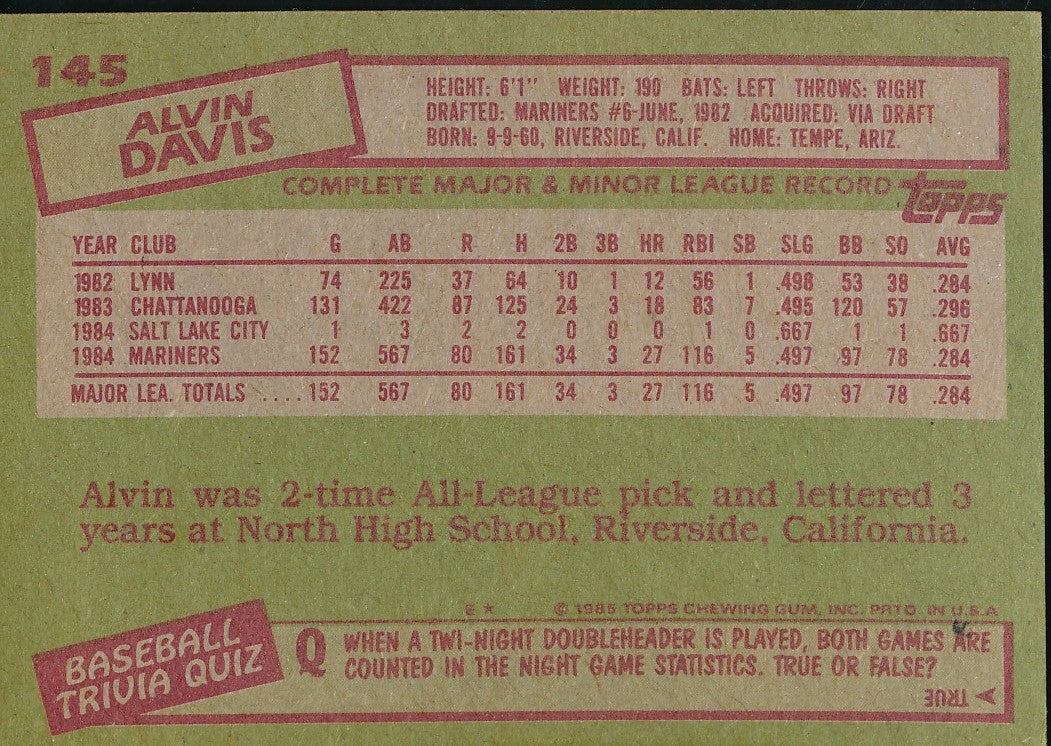 145
ALVIN
DAVIS
HEIGHT: 6'1" WEIGHT: 190 BATS: LEFT THROWS: RIGHT
DRAFTED: MARINERS #6-JUNE, 1982 ACQUIRED: VIA DRAFT
BORN: 9-9-60, RIVERSIDE, CALIF. HOME: TEMPE, ARIZ.
COMPLETE MAJOR & MINOR LEAGUE RECORD topps
YEAR CLUB G AB R H 2B 3B HR RBI SB SLG BB SO AVG
1982 LYNN 74 225 37 64 10 1 12 56 1 .498 53 38 .284
1983 CHATTANOOGA 131 422 87 125 24 3 18 83 7 .495 120 57 .296
1984 SALT LAKE CITY 1 3 2 2 0 0 0 1 0 .667 1 1 .667
1984 MARINERS 152 567 80 161 34 3 27 116 5 .497 97 78 .284
MAJOR LEA. TOTALS .... 152 567 80 161 34 3 27 116 5 .497 97 78 .284
Alvin was 2-time All-League pick and lettered 3
years at North High School, Riverside, California.
E ★ © 1985 TOPPS CHEWING GUM, INC. PRTD. IN U.S.A
BASEBALL
TRIVIA QUIZ
Q WHEN A TWI-NIGHT DOUBLEHEADER IS PLAYED, BOTH GAMES ARE
COUNTED IN THE NIGHT GAME STATISTICS. TRUE OR FALSE?
A TRUE